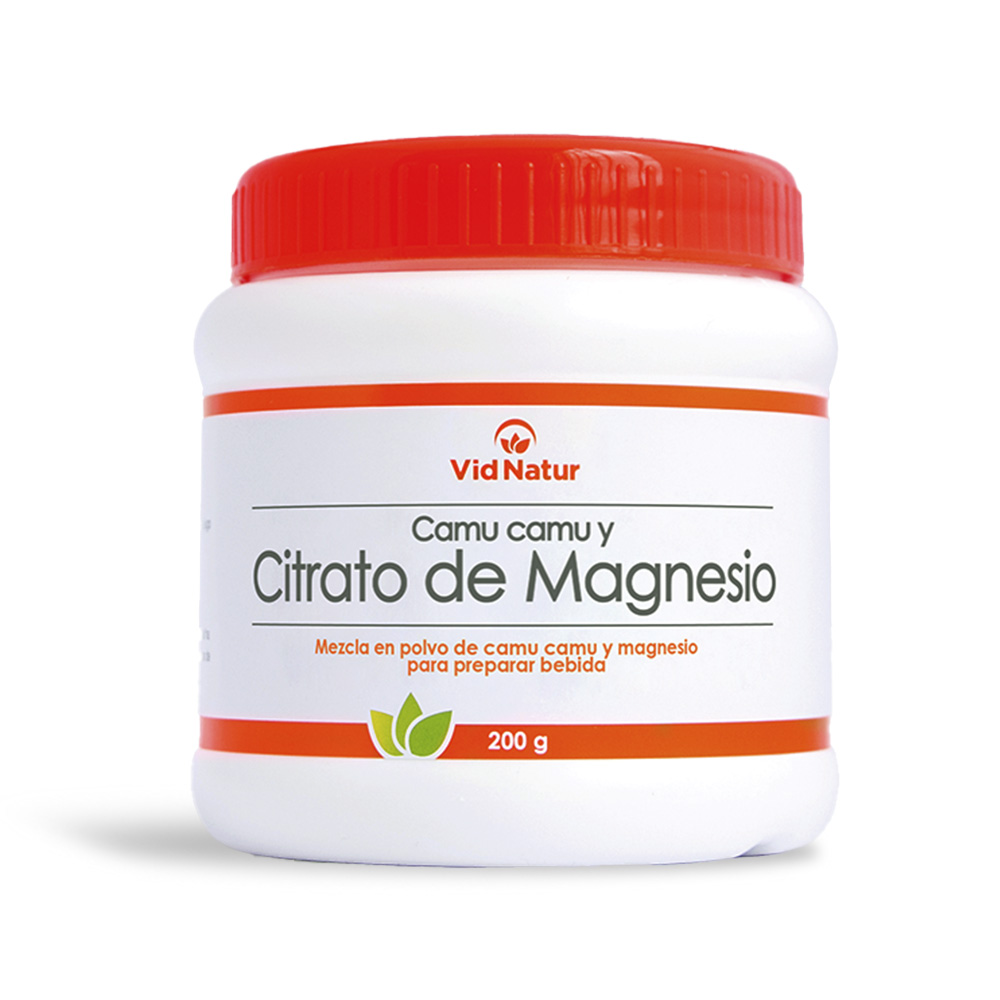 Vid Natur
Camu camu y
Citrato de Magnesio
Mezcla en polvo de camu camu y magnesio
para preparar bebida
200 g